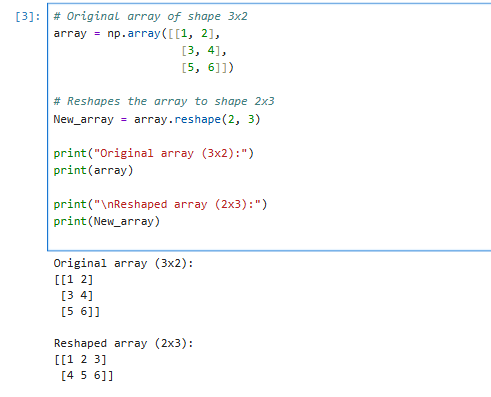 [3]: # Original array of shape 3x2
array = np.array([[1, 2],
                  [3, 4],
                  [5, 6]])

# Reshapes the array to shape 2x3
New_array = array.reshape(2, 3)

print("Original array (3x2):")
print(array)

print("\nReshaped array (2x3):")
print(New_array)

Original array (3x2):
[[1 2]
 [3 4]
 [5 6]]

Reshaped array (2x3):
[[1 2 3]
 [4 5 6]]